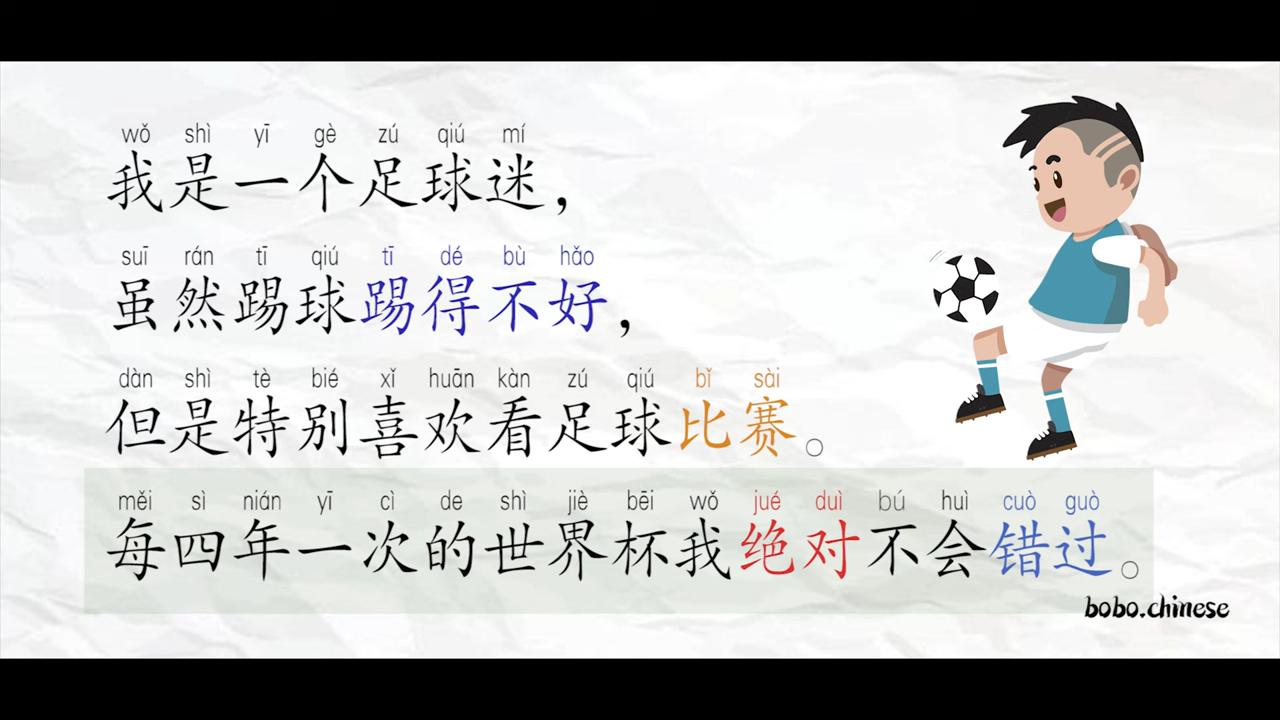 wǒ shì yī gè zú qiú mí
我是一个足球迷，
suī rán tī qiú tī dé bù hǎo
虽然踢球踢得不好，
dàn shì tè bié xǐ huān kàn zú qiú bǐ sài
但是特别喜欢看足球比赛。
měi sì nián yī cì de shì jiè bēi wǒ jué duì bú huì cuò guò
每四年一次的世界杯我绝对不会错过。
bobo.chinese